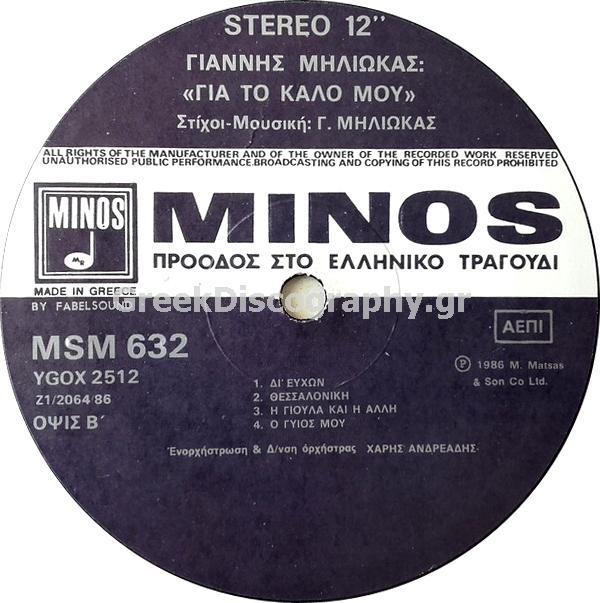 STEREO 12''
ΓΙΑΝΝΗΣ ΜΗΛΙΩΚΑΣ:
«ΓΙΑ ΤΟ ΚΑΛΟ ΜΟΥ»
Στίχοι-Μουσική: Γ. ΜΗΛΙΩΚΑΣ
ALL RIGHTS OF THE MANUFACTURER AND OF THE OWNER OF THE RECORDED WORK RESERVED
UNAUTHORISED PUBLIC PERFORMANCE.BROADCASTING AND COPYING OF THIS RECORD PROHIBITED
MINOS
MINOS
ΠΡΟΟΔΟΣ ΣΤΟ ΕΛΛΗΝΙΚΟ ΤΡΑΓΟΥΔΙ
MADE IN GREECE
BY FABELSOUND
GreekDiscography.gr
MSM 632
ΑΕΠΙ
YGOX 2512
Ⓟ 1986 M. Matsas
& Son Co Ltd.
Z1/2064/86
ΟΨΙΣ Β΄
1. ΔΙ' ΕΥΧΩΝ
2. ΘΕΣΣΑΛΟΝΙΚΗ
3. Η ΓΙΟΥΛΑ ΚΑΙ Η ΑΛΛΗ
4. Ο ΓΥΙΟΣ ΜΟΥ
Ἐνορχήστρωση & Δ/νση ὀρχήστρας ΧΑΡΗΣ ΑΝΔΡΕΑΔΗΣ